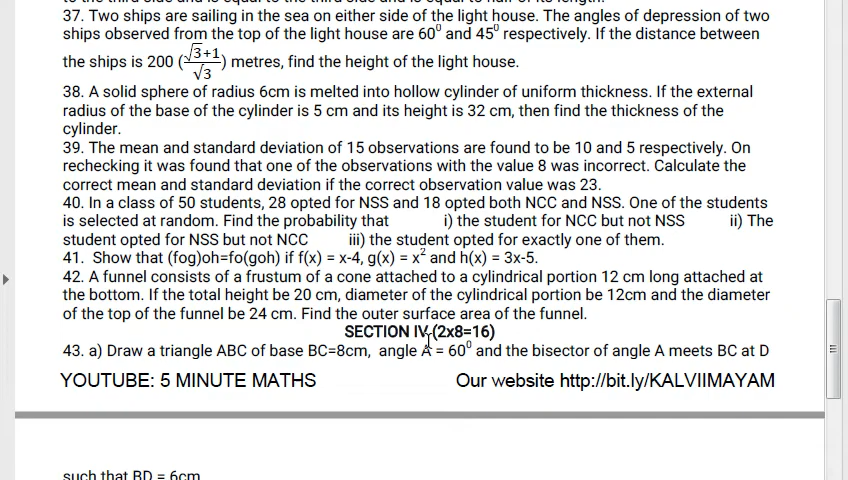 to the third side and is equal to half of its length.
37. Two ships are sailing in the sea on either side of the light house. The angles of depression of two
ships observed from the top of the light house are 60⁰ and 45⁰ respectively. If the distance between
the ships is 200 (√3+1/√3) metres, find the height of the light house.
38. A solid sphere of radius 6cm is melted into hollow cylinder of uniform thickness. If the external
radius of the base of the cylinder is 5 cm and its height is 32 cm, then find the thickness of the
cylinder.
39. The mean and standard deviation of 15 observations are found to be 10 and 5 respectively. On
rechecking it was found that one of the observations with the value 8 was incorrect. Calculate the
correct mean and standard deviation if the correct observation value was 23.
40. In a class of 50 students, 28 opted for NSS and 18 opted both NCC and NSS. One of the students
is selected at random. Find the probability that i) the student for NCC but not NSS ii) The
student opted for NSS but not NCC iii) the student opted for exactly one of them.
41. Show that (fog)oh=fo(goh) if f(x) = x-4, g(x) = x² and h(x) = 3x-5.
42. A funnel consists of a frustum of a cone attached to a cylindrical portion 12 cm long attached at
the bottom. If the total height be 20 cm, diameter of the cylindrical portion be 12cm and the diameter
of the top of the funnel be 24 cm. Find the outer surface area of the funnel.
SECTION IV (2x8=16)
43. a) Draw a triangle ABC of base BC=8cm, angle A = 60⁰ and the bisector of angle A meets BC at D
YOUTUBE: 5 MINUTE MATHS Our website http://bit.ly/KALVIIMAYAM
such that BD = 6cm